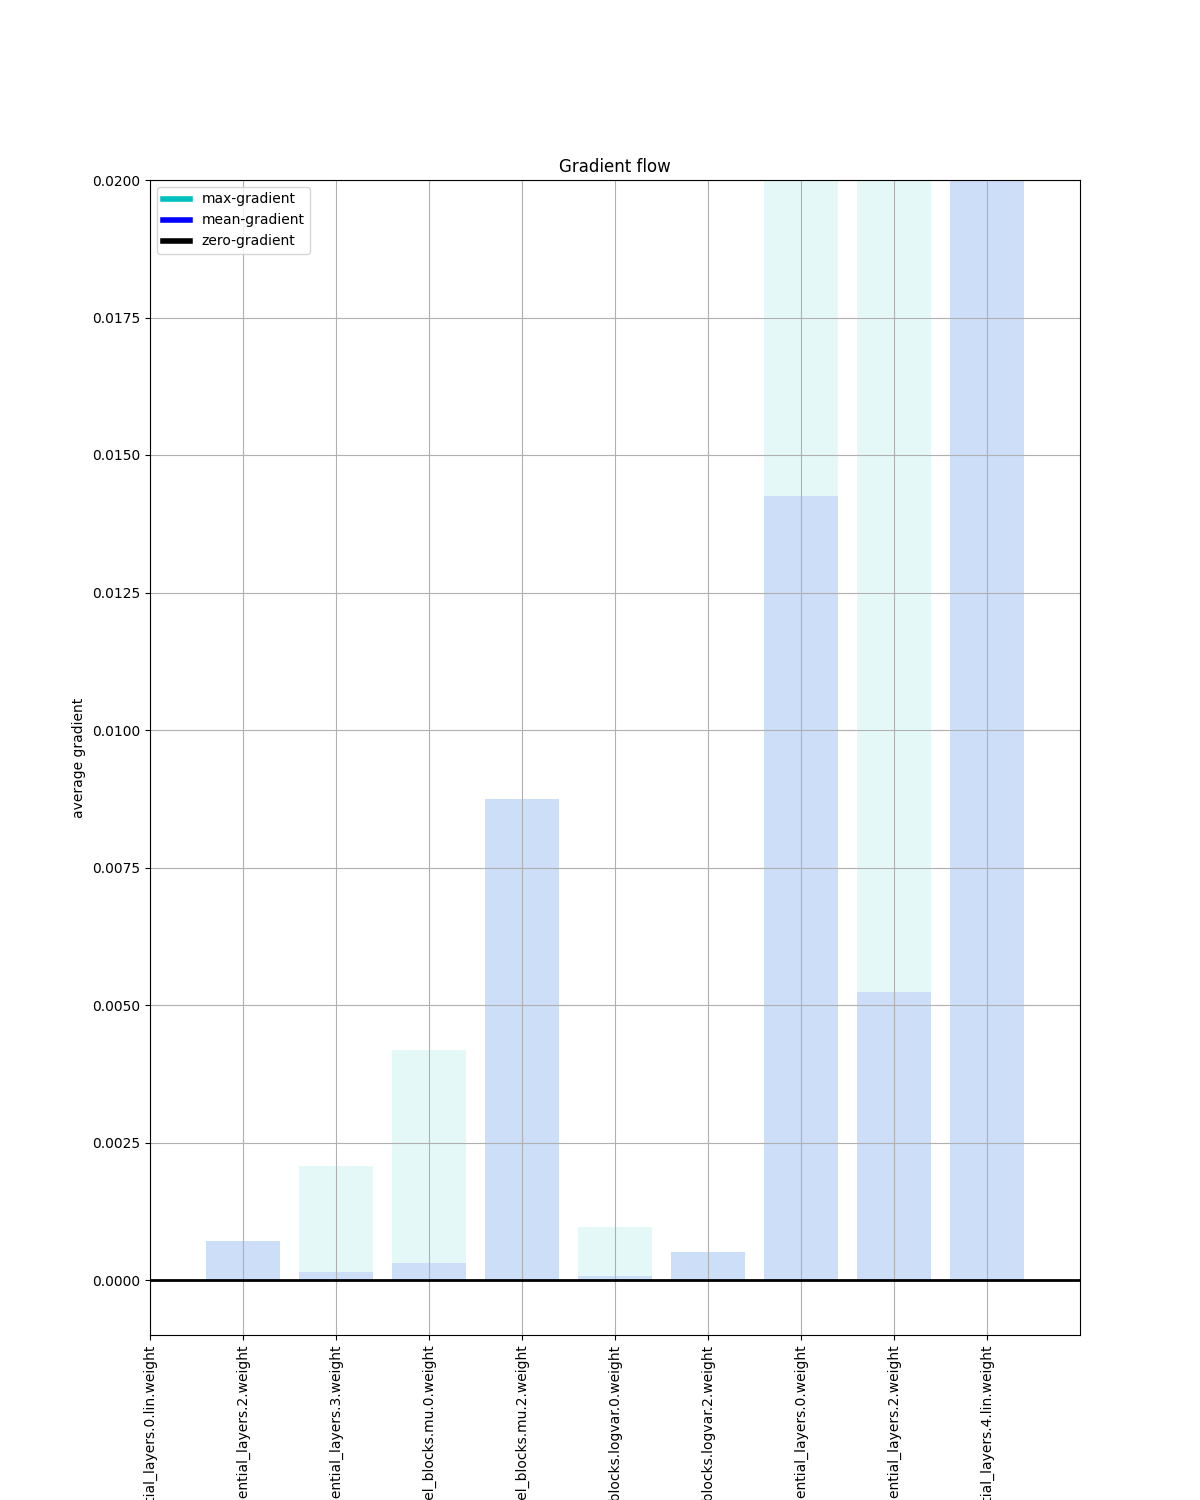 Gradient flow
max-gradient
mean-gradient
zero-gradient
0.0200
0.0175
0.0150
0.0125
0.0100
0.0075
0.0050
0.0025
0.0000
average gradient
tial_layers.0.lin.weight
ential_layers.2.weight
ential_layers.3.weight
el_blocks.mu.0.weight
el_blocks.mu.2.weight
blocks.logvar.0.weight
blocks.logvar.2.weight
ential_layers.0.weight
ential_layers.2.weight
tial_layers.4.lin.weight